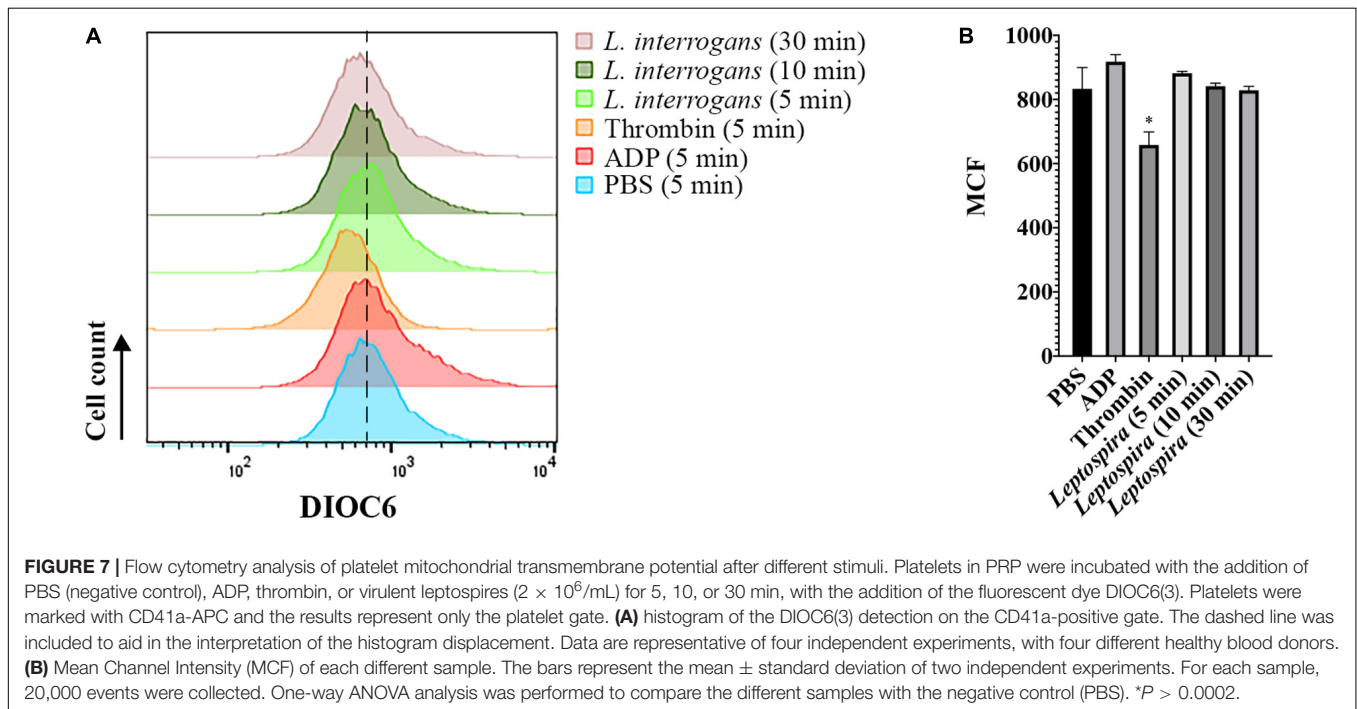 A
L. interrogans (30 min)
L. interrogans (10 min)
L. interrogans (5 min)
Thrombin (5 min)
ADP (5 min)
PBS (5 min)
Cell count
10²
10³
10⁴
DIOC6
B
1000
800
600
400
200
0
MCF
*
PBS
ADP
Thrombin
Leptospira (5 min)
Leptospira (10 min)
Leptospira (30 min)
FIGURE 7 | Flow cytometry analysis of platelet mitochondrial transmembrane potential after different stimuli. Platelets in PRP were incubated with the addition of
PBS (negative control), ADP, thrombin, or virulent leptospires (2 × 10⁶/mL) for 5, 10, or 30 min, with the addition of the fluorescent dye DIOC6(3). Platelets were
marked with CD41a-APC and the results represent only the platelet gate. (A) histogram of the DIOC6(3) detection on the CD41a-positive gate. The dashed line was
included to aid in the interpretation of the histogram displacement. Data are representative of four independent experiments, with four different healthy blood donors.
(B) Mean Channel Intensity (MCF) of each different sample. The bars represent the mean ± standard deviation of two independent experiments. For each sample,
20,000 events were collected. One-way ANOVA analysis was performed to compare the different samples with the negative control (PBS). *P > 0.0002.